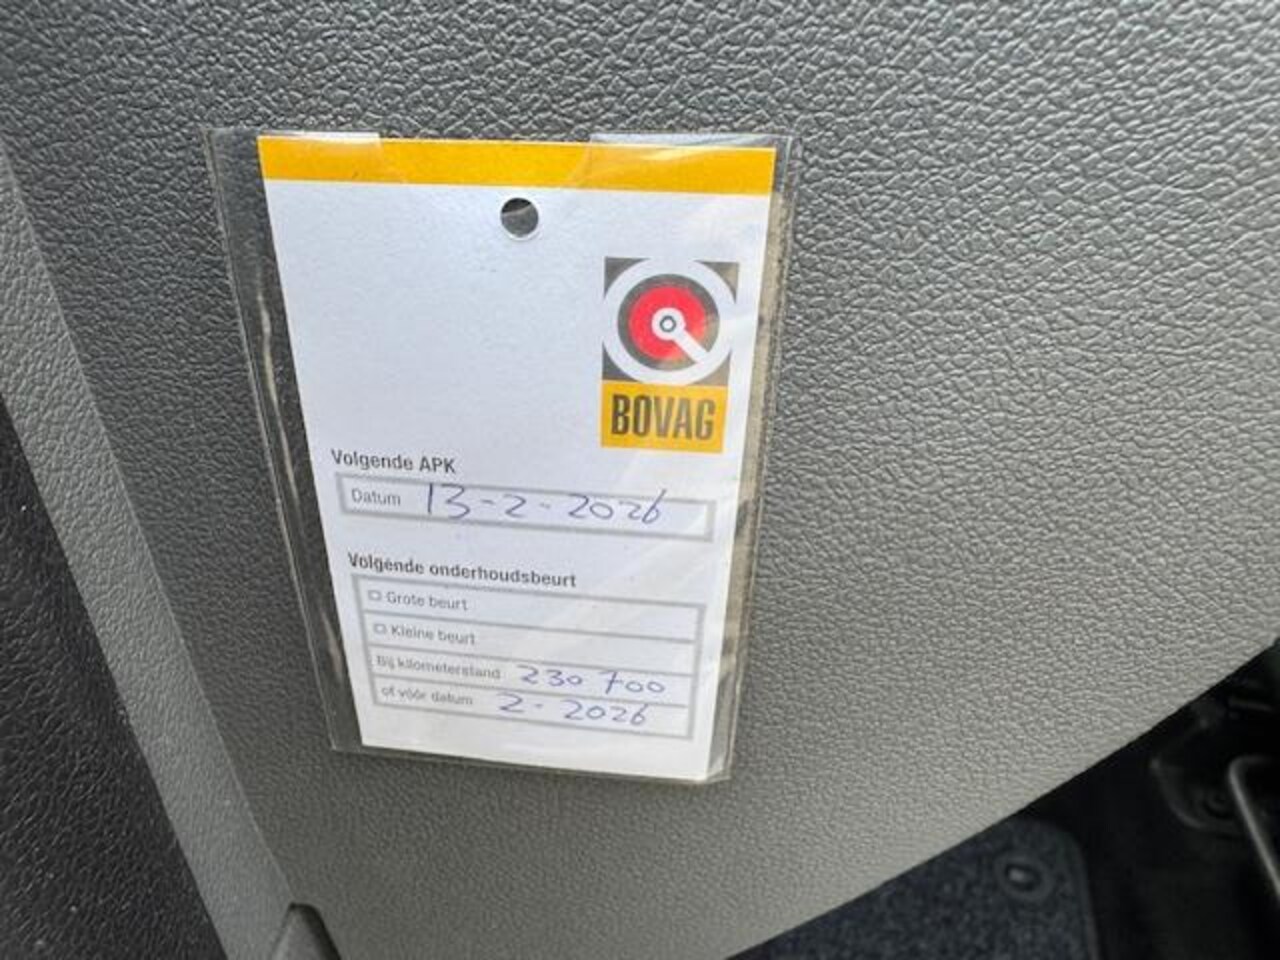 BOVAG
Volgende APK
Datum 13-2-2026
Volgende onderhoudsbeurt
Grote beurt
Kleine beurt
Bij kilometerstand 230 700
of vóór datum 2-2026